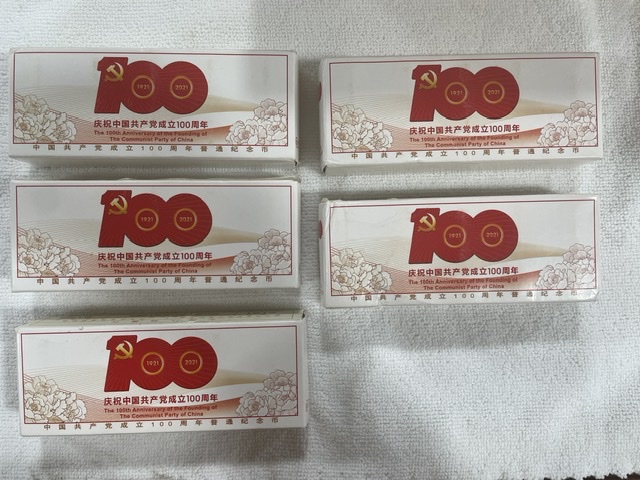 100
1921 2021
庆祝中国共产党成立100周年
The 100th Anniversary of the Founding of
The Communist Party of China
中国共产党成立100周年普通纪念币
100
1921 2021
庆祝中国共产党成立100周年
The 100th Anniversary of the Founding of
The Communist Party of China
中国共产党成立100周年普通纪念币
100
1921 2021
庆祝中国共产党成立100周年
The 100th Anniversary of the Founding of
The Communist Party of China
中国共产党成立100周年普通纪念币
100
1921 2021
庆祝中国共产党成立100周年
The 100th Anniversary of the Founding of
The Communist Party of China
中国共产党成立100周年普通纪念币
100
1921 2021
庆祝中国共产党成立100周年
The 100th Anniversary of the Founding of
The Communist Party of China
中国共产党成立100周年普通纪念币